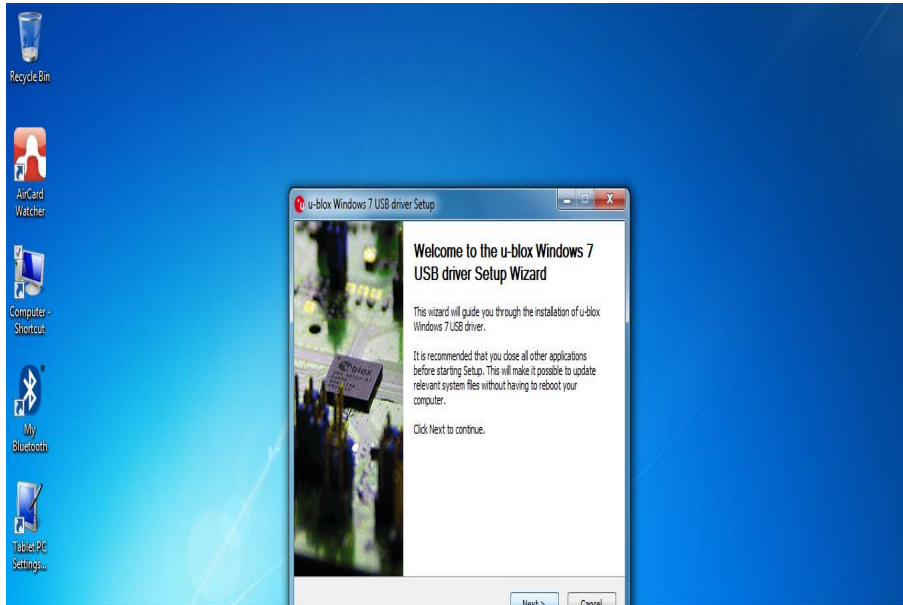 Recycle Bin
AirCard
Watcher
Computer -
Shortcut
My
Bluetooth
Tablet PC
Settings...
u-blox Windows 7 USB driver Setup
Welcome to the u-blox Windows 7
USB driver Setup Wizard
This wizard will guide you through the installation of u-blox
Windows 7 USB driver.
It is recommended that you close all other applications
before starting Setup. This will make it possible to update
relevant system files without having to reboot your
computer.
Click Next to continue.
blox
Next >
Cancel